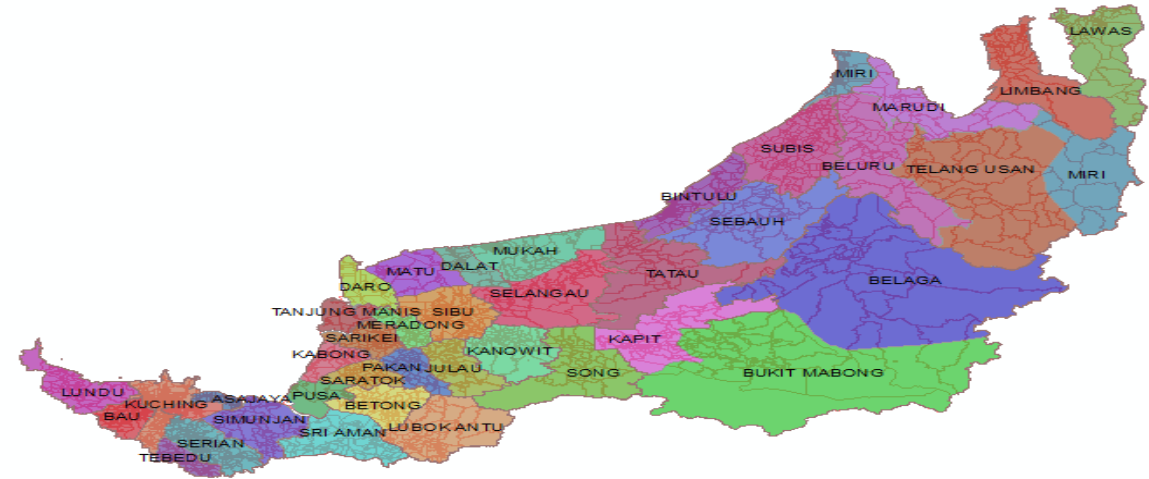 LAWAS
MIRI
LIMBANG
MARUDI
SUBIS
BELURU
TELANG USAN
MIRI
BINTULU
SEBAUH
MUKAH
DALAT
MATU
TATAU
BELAGA
DARO
SELANGAU
TANJUNG MANIS
SIBU
MERADONG
SARIKEI
KAPIT
KABONG
KANOWIT
PAKAN
JULAU
SONG
BUKIT MABONG
SARATOK
LUNDU
PUSA
ASAJAYA
KUCHING
BETONG
BAU
SIMUNJAN
LUBOK ANTU
SRI AMAN
SERIAN
TEBEDU